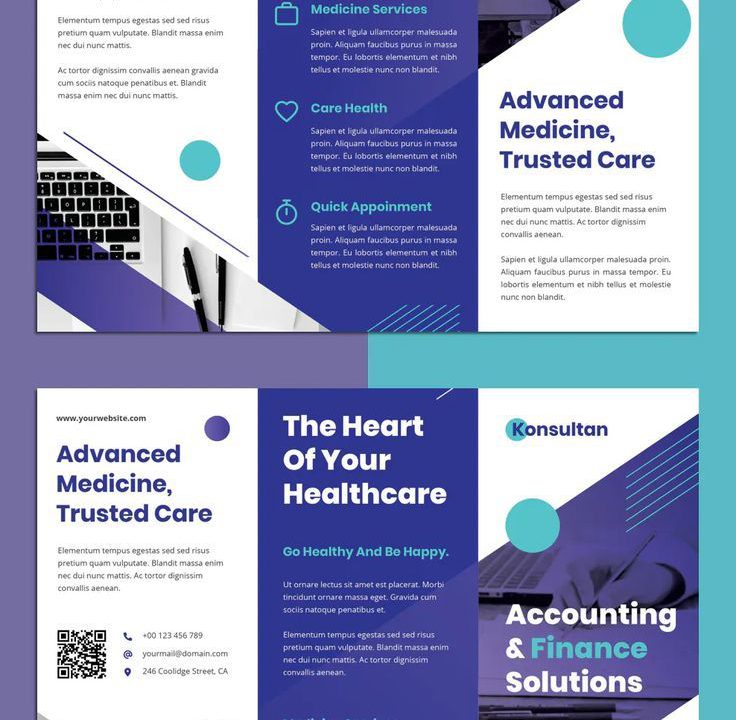 Elementum tempus egestas sed sed risus
pretium quam vulputate. Blandit massa enim
nec dui nunc mattis.
Ac tortor dignissim convallis aenean gravida
cum sociis natoque penatibus et. Blandit
massa enim nec dui nunc mattis.
Medicine Services
Sapien et ligula ullamcorper malesuada
proin. Aliquam faucibus purus in massa
tempor. Eu lobortis elementum et nibh
tellus et molestie nunc non blandit.
Care Health
Sapien et ligula ullamcorper malesuada
proin. Aliquam faucibus purus in massa
tempor. Eu lobortis elementum et nibh
tellus et molestie nunc non blandit.
Quick Appoinment
Sapien et ligula ullamcorper malesuada
proin. Aliquam faucibus purus in massa
tempor. Eu lobortis elementum et nibh
tellus et molestie nunc non blandit.
Advanced
Medicine,
Trusted Care
Elementum tempus egestas sed sed risus
pretium quam vulputate. Blandit massa enim
nec dui nunc mattis. Ac tortor dignissim
convallis aenean.
Sapien et ligula ullamcorper malesuada proin.
Aliquam faucibus purus in massa tempor. Eu
lobortis elementum et nibh tellus et molestie
nunc non blandit.
www.yourwebsite.com
Advanced
Medicine,
Trusted Care
Elementum tempus egestas sed sed risus
pretium quam vulputate. Blandit massa enim
nec dui nunc mattis. Ac tortor dignissim
convallis aenean.
+00 123 456 789
yourmail@domain.com
246 Coolidge Street, CA
The Heart
Of Your
Healthcare
Go Healthy And Be Happy.
Ut ornare lectus sit amet est placerat. Morbi
tincidunt ornare massa eget. Gravida cum
sociis natoque penatibus et.
Elementum tempus egestas sed sed risus
pretium quam vulputate. Blandit massa enim
nec dui nunc mattis. Ac tortor dignissim
convallis aenean.
Konsultan
Accounting
& Finance
Solutions